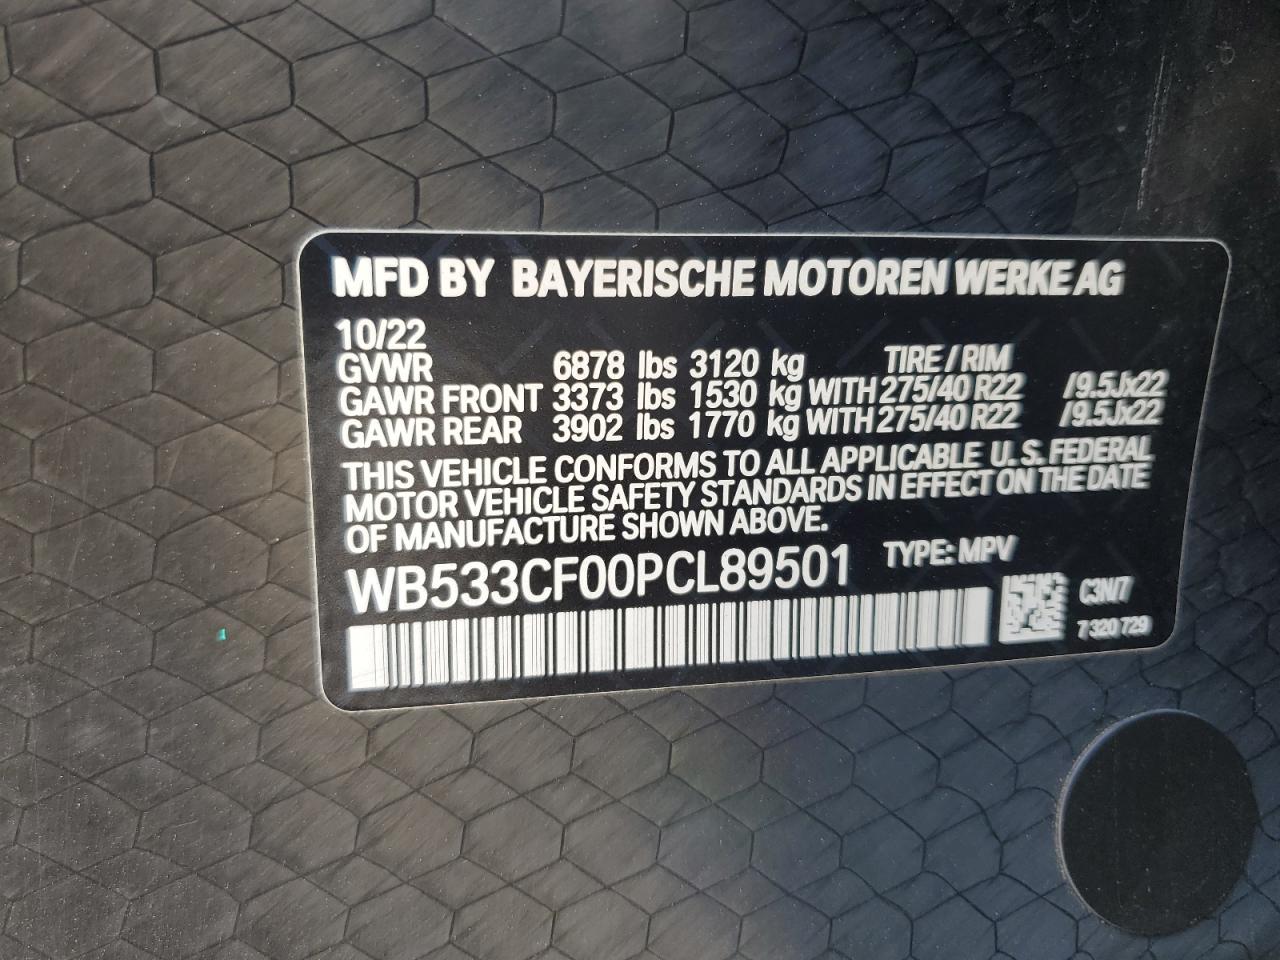 MFD BY BAYERISCHE MOTOREN WERKE AG
10/22
GVWR 6878 lbs 3120 kg TIRE / RIM
GAWR FRONT 3373 lbs 1530 kg WITH 275/40 R22 /9.5Jx22
GAWR REAR 3902 lbs 1770 kg WITH 275/40 R22 /9.5Jx22
THIS VEHICLE CONFORMS TO ALL APPLICABLE U.S. FEDERAL
MOTOR VEHICLE SAFETY STANDARDS IN EFFECT ON THE DATE
OF MANUFACTURE SHOWN ABOVE.
WB533CF00PCL89501 TYPE: MPV
C3N/7
7 320 729